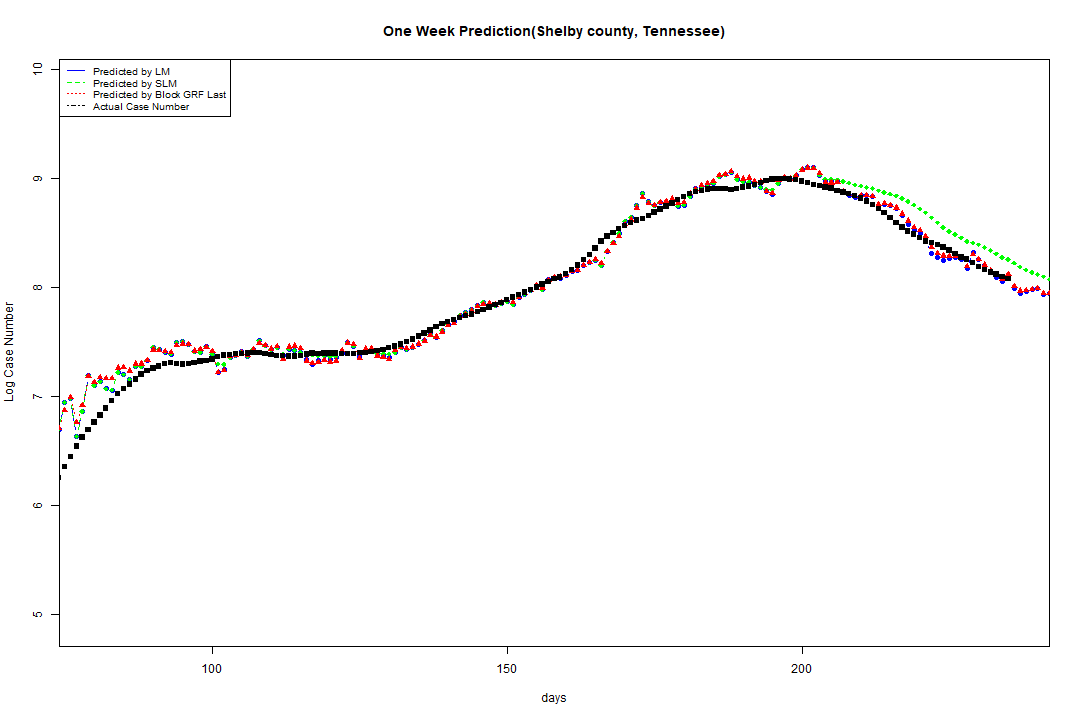 One Week Prediction(Shelby county, Tennessee)
Predicted by LM
Predicted by SLM
Predicted by Block GRF Last
Actual Case Number
10
9
8
7
6
5
Log Case Number
100
150
200
days